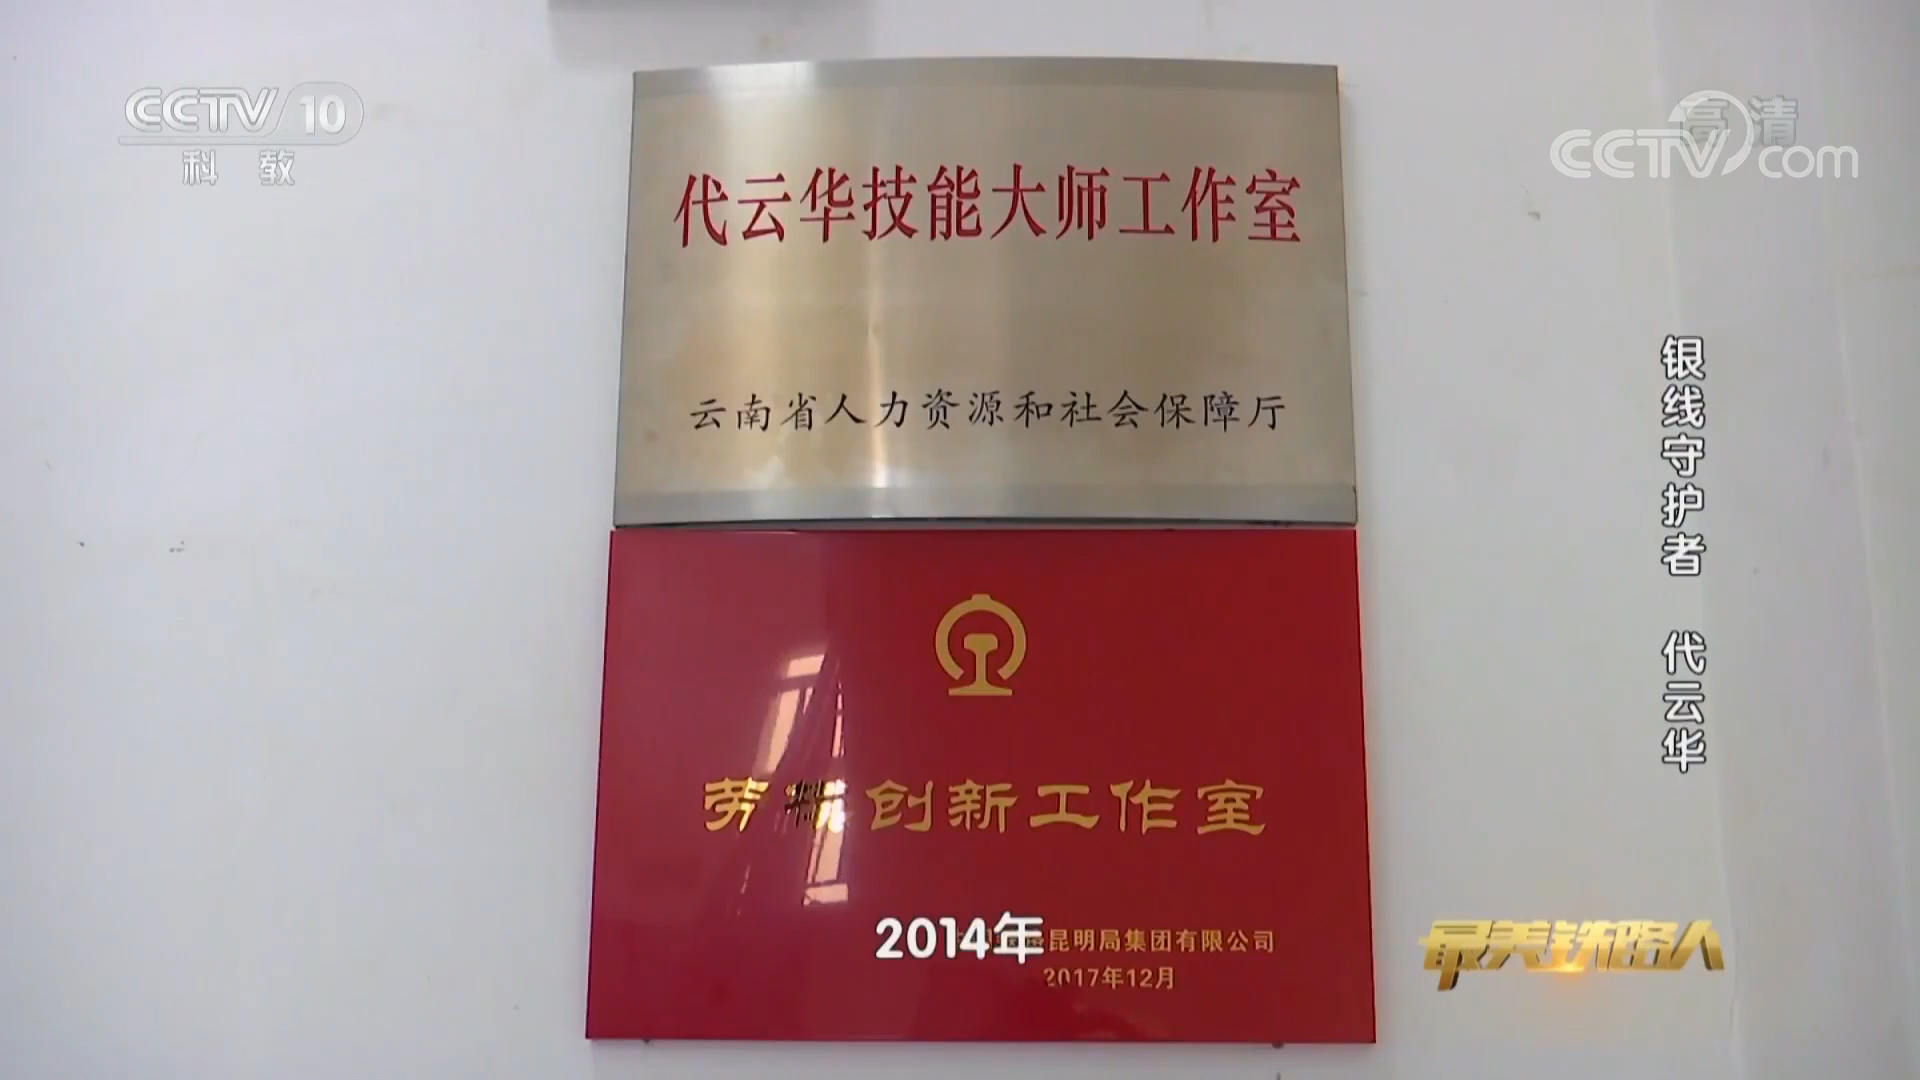 CCTV 10
科教
高清
CCTV.com
代云华技能大师工作室
云南省人力资源和社会保障厅
银线守护者 代云华
劳模创新工作室
2014年
昆明局集团有限公司
2017年12月
最美铁路人